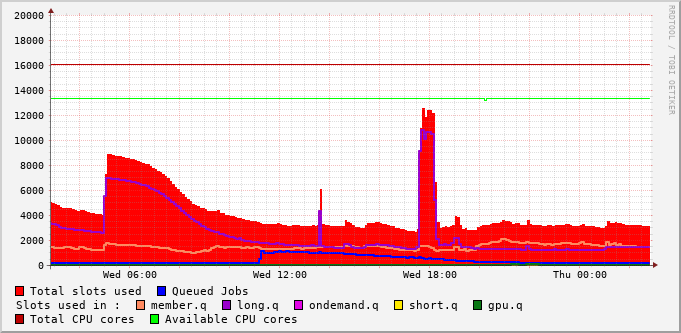 20000
18000
16000
14000
12000
10000
8000
6000
4000
2000
0
Wed 06:00 Wed 12:00 Wed 18:00 Thu 00:00
RRDTOOL / TOBI OETIKER
Total slots used Queued Jobs
Slots used in : member.q long.q ondemand.q short.q gpu.q
Total CPU cores Available CPU cores